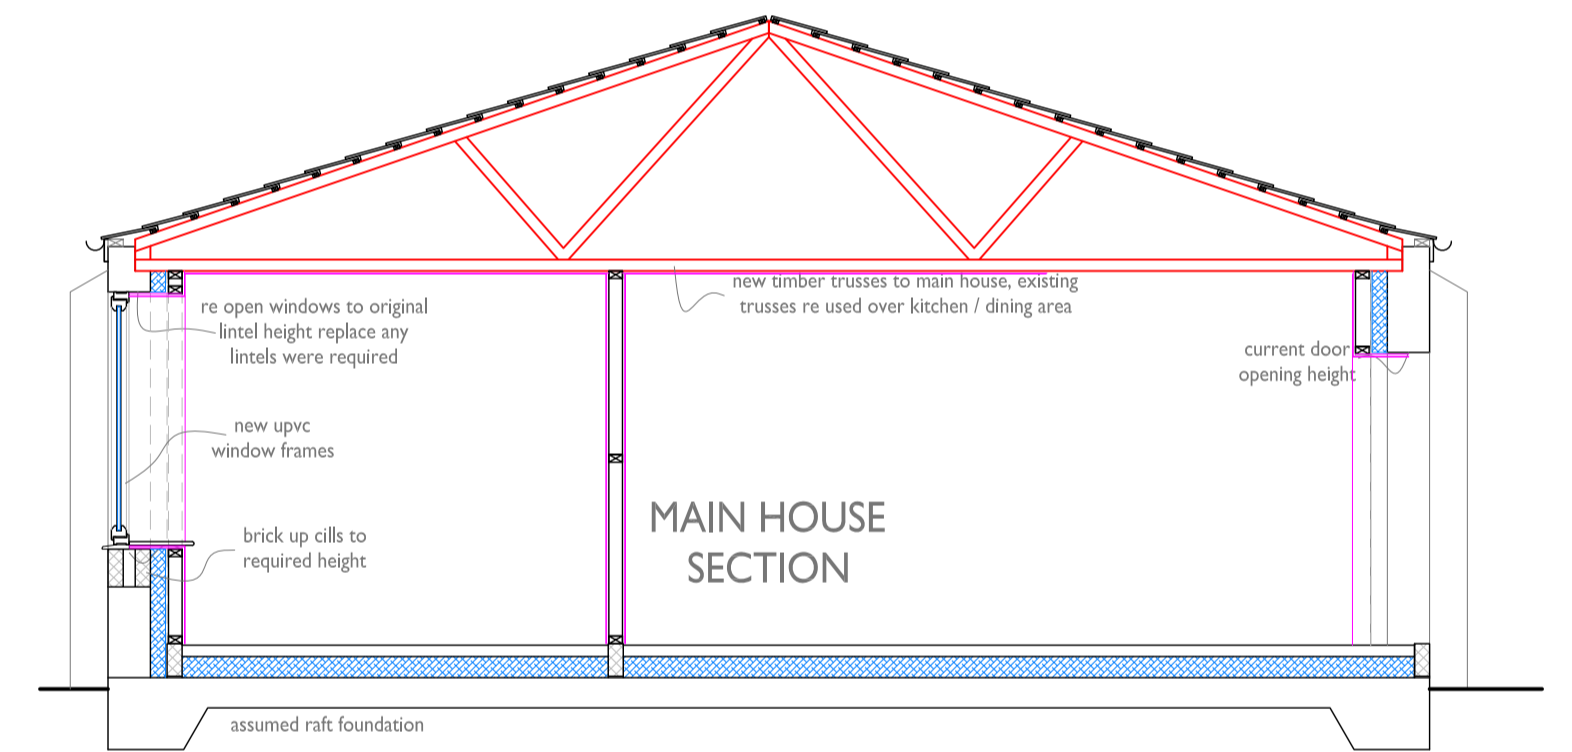 new timber trusses to main house, existing
trusses re used over kitchen / dining area
re open windows to original
lintel height replace any
lintels were required
current door
opening height
new upvc
window frames
MAIN HOUSE
SECTION
brick up cills to
required height
assumed raft foundation